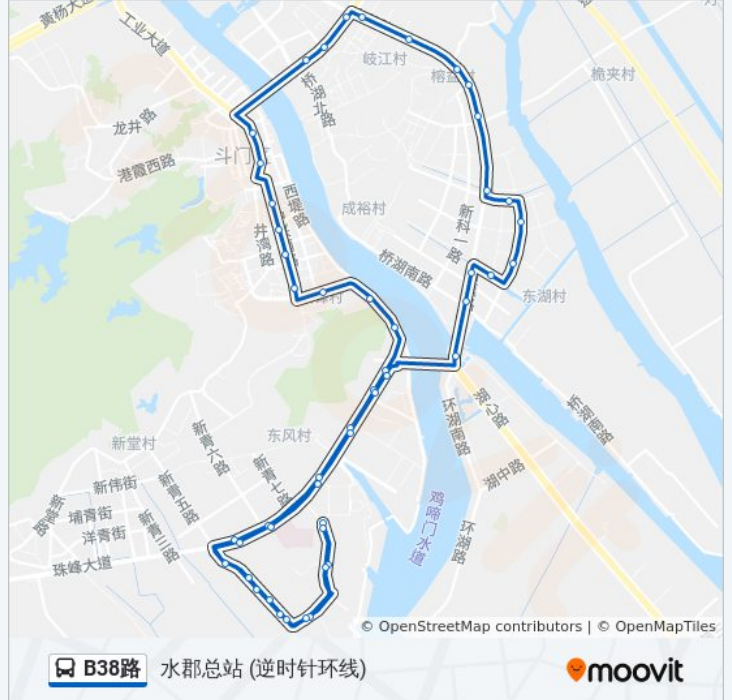 黃杨大道
工业大道
岐江村
桥湖北路
桅夹村
龙井路
港霞西路
斗门
西堤路
成裕村
新科一路
井湾路
桥湖南路
东湖村
环湖南路
湖心路
桥湖南路
新青六路
东风村
新堂村
新青七路
湖中路
新伟街
新青五路
埔青街
洋青街
新青三路
鸡啼门水道
环湖路
珠峰大道
© OpenStreetMap contributors | © OpenMapTiles
B38路 水郡总站 (逆时针环线)
moovit